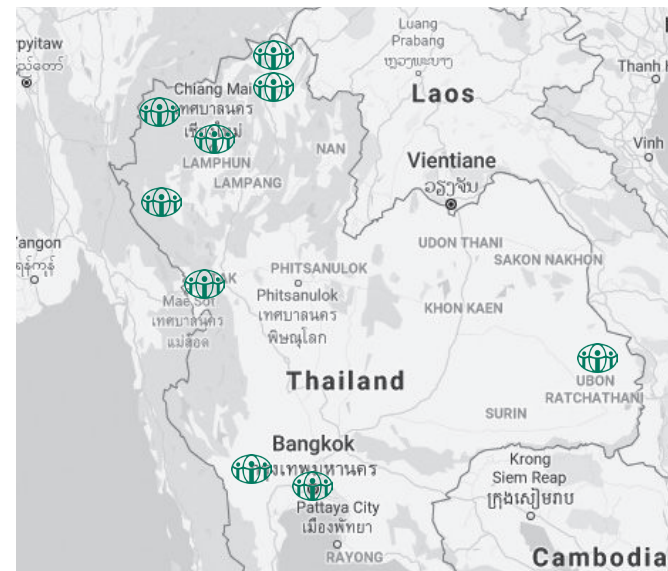 Luang
Prabang
ຫຼວງພະບາງ
Thanh
Chiang Mai
เทศบาลนคร
Laos
Vinh
NAN
LAMPHUN
LAMPANG
Vientiane
ວຽງຈັນ
UDON THANI
SAKON NAKHON
PHITSANULOK
Phitsanulok
เทศบาลนคร
พิษณุโลก
KHON KAEN
Mae Sot
เทศบาลนคร
แม่สอด
Thailand
UBON
RATCHATHANI
SURIN
Bangkok
Krong
Siem Reap
ក្រុងសៀមរាប
Pattaya City
เมืองพัทยา
RAYONG
Cambodia